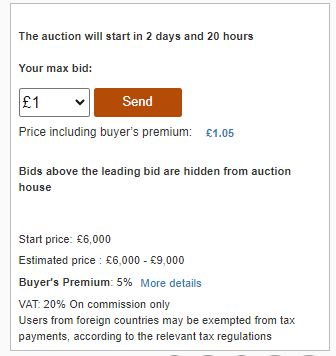 The auction will start in 2 days and 20 hours
Your max bid:
£1 Send
Price including buyer's premium: £1.05
Bids above the leading bid are hidden from auction
house
Start price: £6,000
Estimated price : £6,000 - £9,000
Buyer's Premium: 5% More details
VAT: 20% On commission only
Users from foreign countries may be exempted from tax
payments, according to the relevant tax regulations